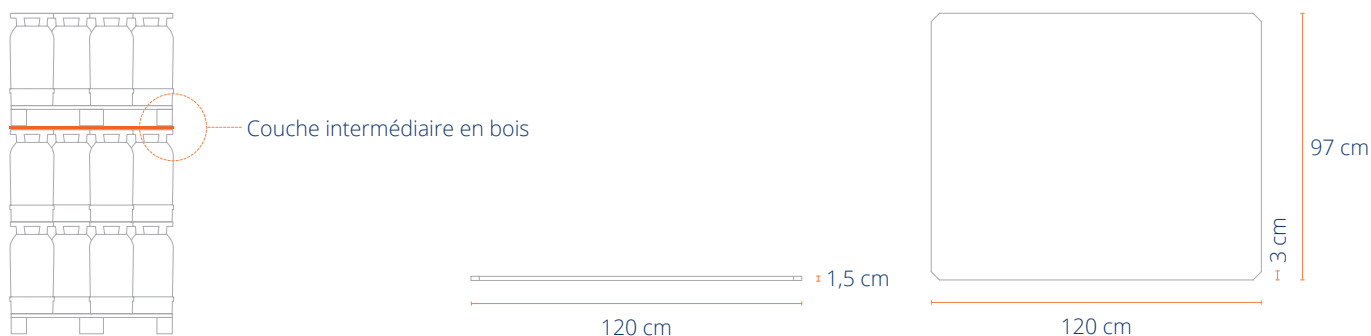 Couche intermédiaire en bois
1,5 cm
120 cm
97 cm
3 cm
120 cm